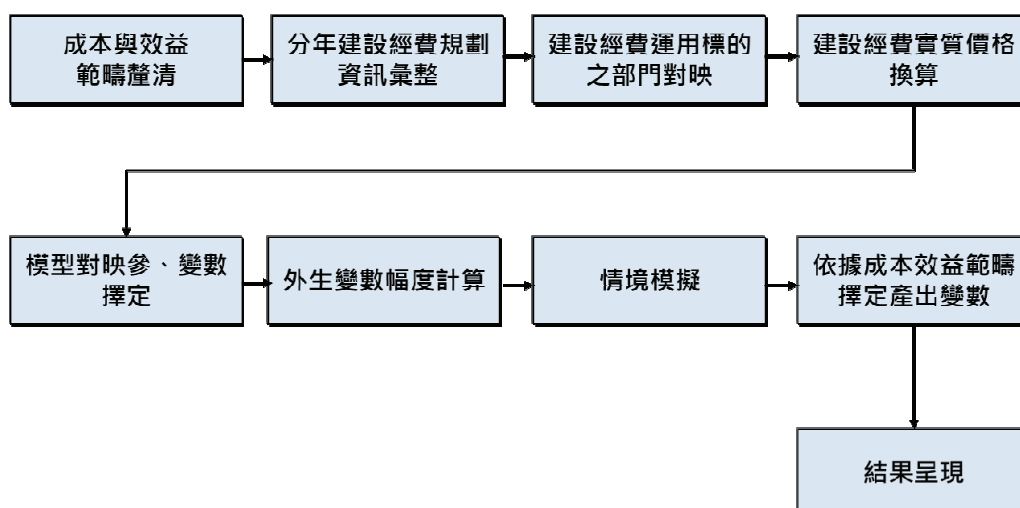 成本與效益
範疇釐清
分年建設經費規劃
資訊彙整
建設經費運用標的
之部門對映
建設經費實質價格
換算
模型對映參、變數
擇定
外生變數幅度計算
情境模擬
依據成本效益範疇
擇定產出變數
結果呈現